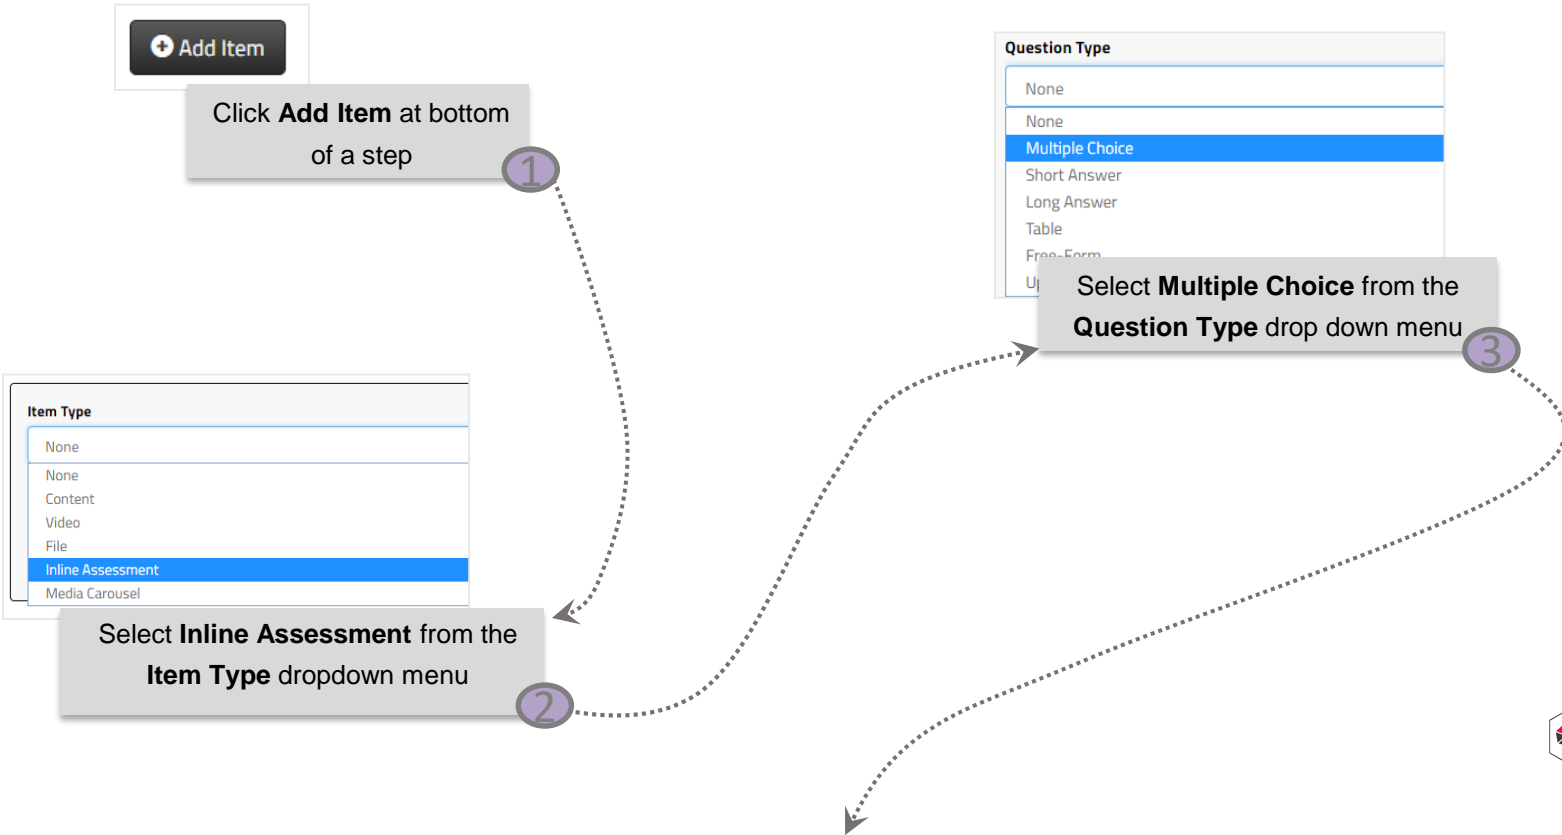 Add Item
Click Add Item at bottom
of a step
1
Item Type
None
None
Content
Video
File
Inline Assessment
Media Carousel
Select Inline Assessment from the
Item Type dropdown menu
2
Question Type
None
None
Multiple Choice
Short Answer
Long Answer
Table
Free-Form
Select Multiple Choice from the
Question Type drop down menu
3